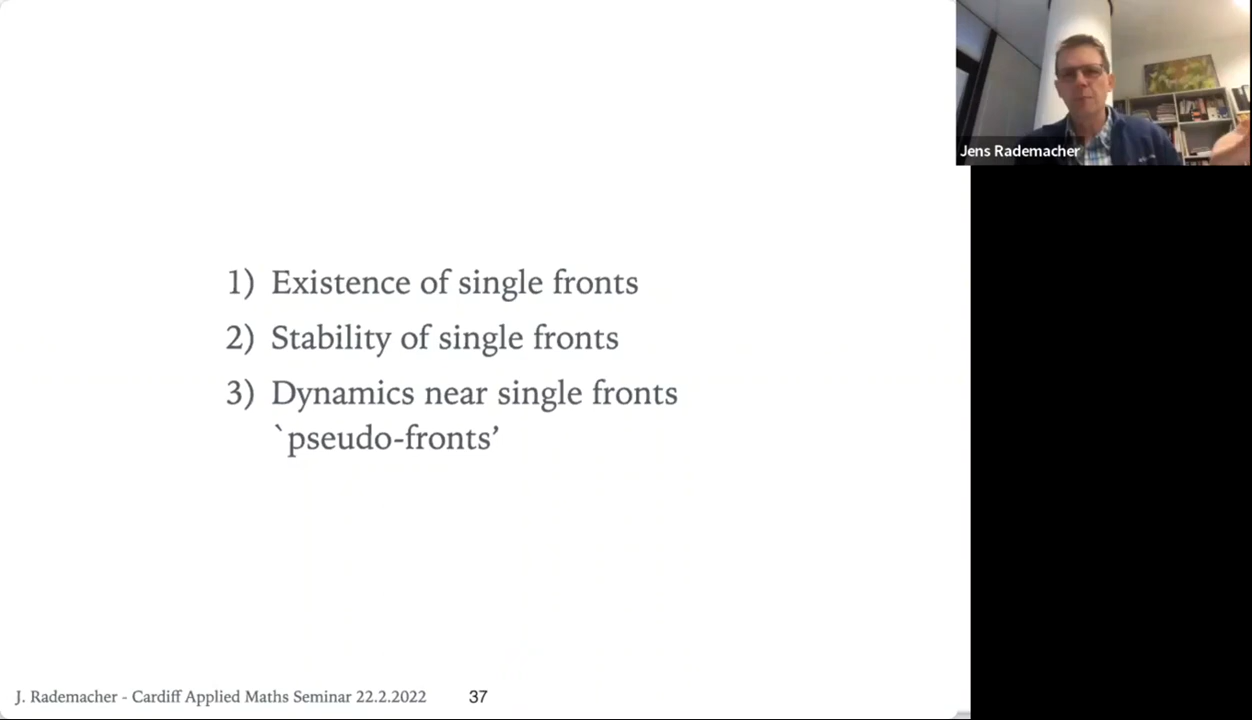 Jens Rademacher
1) Existence of single fronts
2) Stability of single fronts
3) Dynamics near single fronts
`pseudo-fronts’
J. Rademacher - Cardiff Applied Maths Seminar 22.2.2022 37